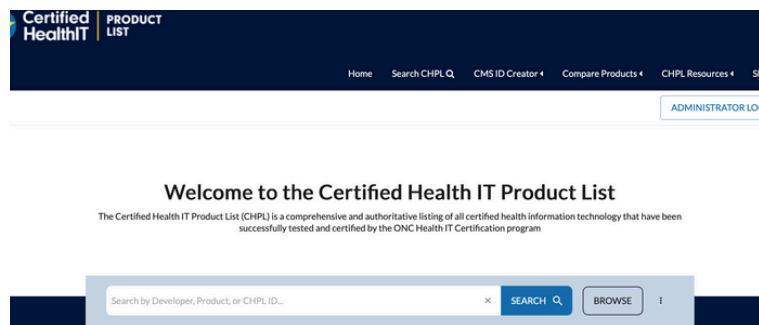 Certified HealthIT PRODUCT LIST
Home Search CHPL CMS ID Creator Compare Products CHPL Resources
ADMINISTRATOR
Welcome to the Certified Health IT Product List
The Certified Health IT Product List (CHPL) is a comprehensive and authoritative listing of all certified health information technology that have been
successfully tested and certified by the ONC Health IT Certification program
Search by Developer, Product, or CHPL ID... × SEARCH BROWSE